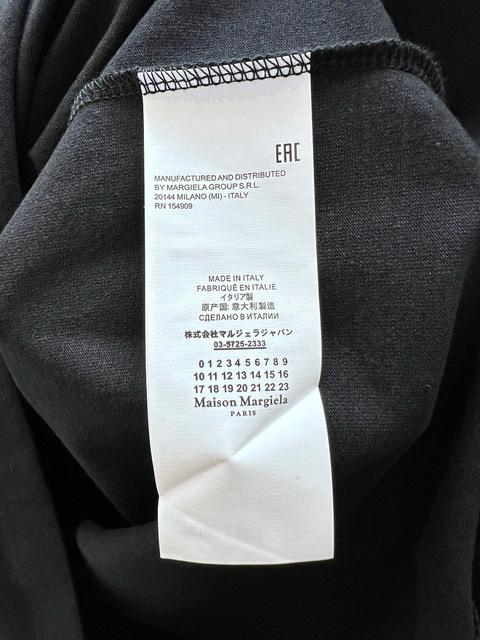 EAC
MANUFACTURED AND DISTRIBUTED
BY MARGIELA GROUP S.R.L.
20144 MILANO (MI) - ITALY
RN 154909
MADE IN ITALY
FABRIQUÉ EN ITALIE
イタリア製
原产国: 意大利製造
СДЕЛАНО В ИТАЛИИ
株式会社マルジェラジャパン
03-5725-2333
0 1 2 3 4 5 6 7 8 9
10 11 12 13 14 15 16
17 18 19 20 21 22 23
Maison Margiela
PARIS